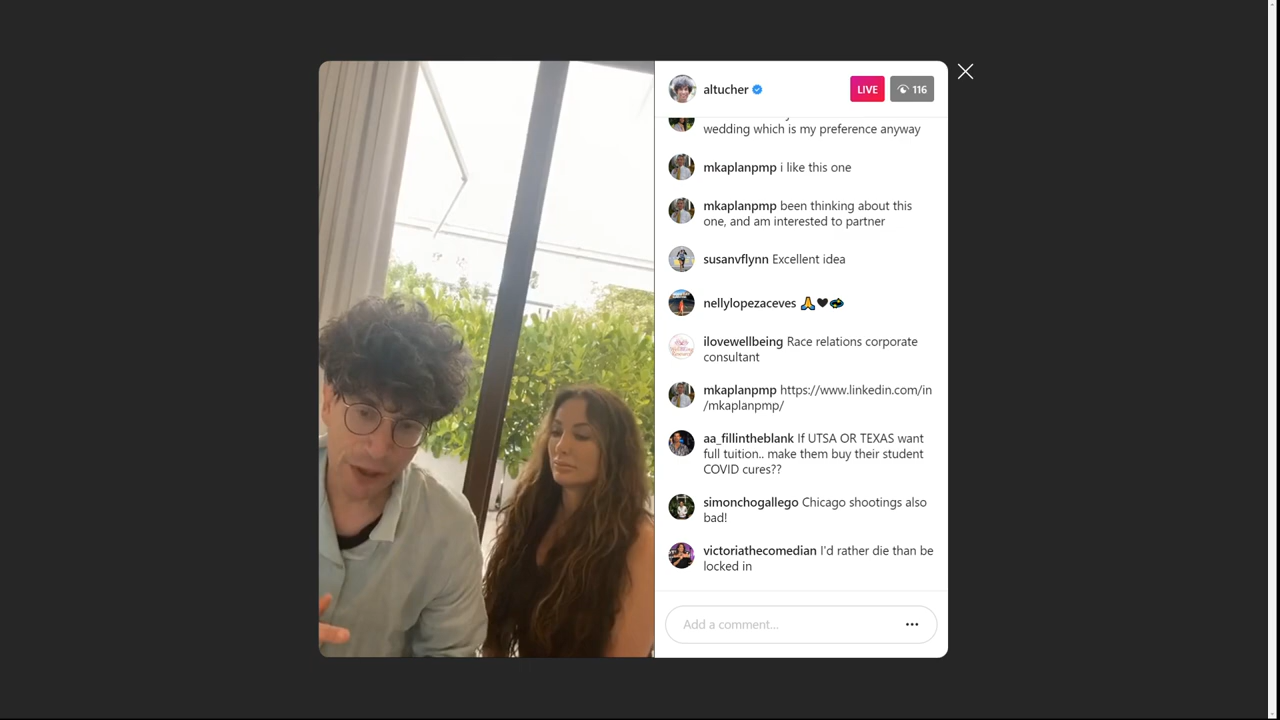 altucher
LIVE
116
wedding which is my preference anyway
mkaplanpmp i like this one
mkaplanpmp been thinking about this
one, and am interested to partner
susanvflynn Excellent idea
nellylopezaceves 🙏🖤
ilovewellbeing Race relations corporate
consultant
mkaplanpmp https://www.linkedin.com/in
/mkaplanpmp/
aa_fillintheblank If UTSA OR TEXAS want
full tuition.. make them buy their student
COVID cures??
simonchogallego Chicago shootings also
bad!
victoriathecomedian I'd rather die than be
locked in
Add a comment...